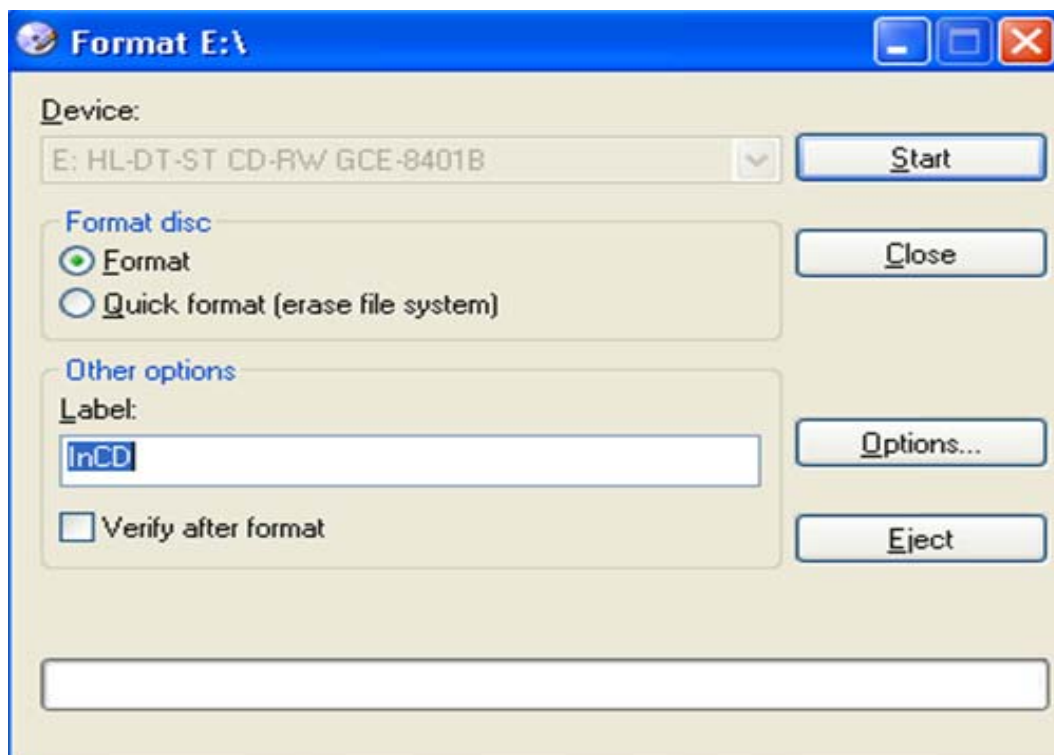 Format E:\
Device:
E: HL-DT-ST CD-RW GCE-8401B
Start
Format disc
Format
Close
Quick format (erase file system)
Other options
Label:
InCD
Options...
Verify after format
Eject